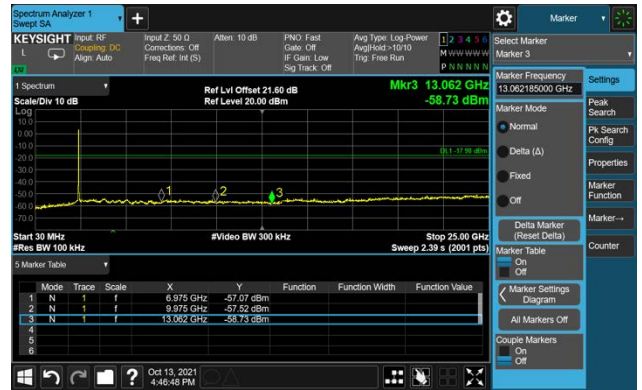 Spectrum Analyzer 1
Swept SA
Marker
KEYSIGHT
L
Input: RF
Coupling: DC
Align: Auto
Input Z: 50 Ω
Corrections: Off
Freq Ref: Int (S)
Atten: 10 dB
PNO: Fast
Gate: Off
IF Gain: Low
Sig Track: Off
Avg Type: Log-Power
Avg|Hold:>10/10
Trig: Free Run
1 2 3 4 5 6
M W W W W W
P N N N N N
Select Marker
Marker 3
1 Spectrum
Scale/Div 10 dB
Log
Ref Lvl Offset 21.60 dB
Ref Level 20.00 dBm
Mkr3 13.062 GHz
-58.73 dBm
10.0
0.00
-10.0
-20.0
-30.0
-40.0
-50.0
-60.0
-70.0
DL1 -17.98 dBm
1
2
3
Start 30 MHz
#Res BW 100 kHz
#Video BW 300 kHz
Stop 25.00 GHz
Sweep 2.39 s (2001 pts)
5 Marker Table
Mode Trace Scale X Y Function Function Width Function Value
1 N 1 f 6.975 GHz -57.07 dBm
2 N 1 f 9.975 GHz -57.52 dBm
3 N 1 f 13.062 GHz -58.73 dBm
4
5
6
Marker Frequency
13.062185000 GHz
Marker Mode
Normal
Delta (Δ)
Fixed
Off
Delta Marker
(Reset Delta)
Marker Table
On
Off
Marker Settings
Diagram
All Markers Off
Couple Markers
On
Off
Settings
Peak
Search
Pk Search
Config
Properties
Marker
Function
Marker→
Counter
?
Oct 13, 2021
4:46:48 PM